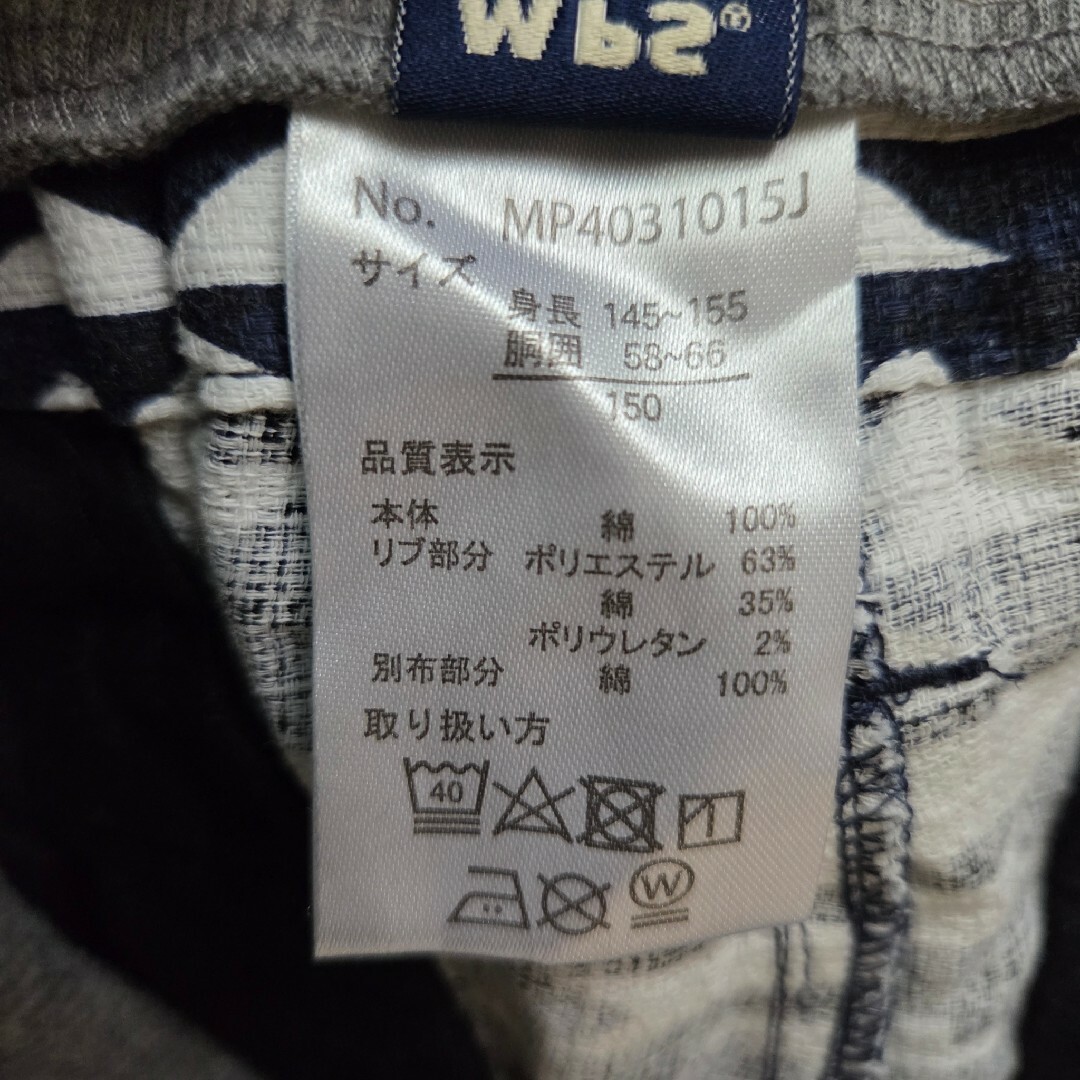 No. MP4031015J
サイズ
身長 145~155
胴囲 58~66
150
品質表示
本体 綿 100%
リブ部分 ポリエステル 63%
綿 35%
ポリウレタン 2%
別布部分 綿 100%
取り扱い方
40
W